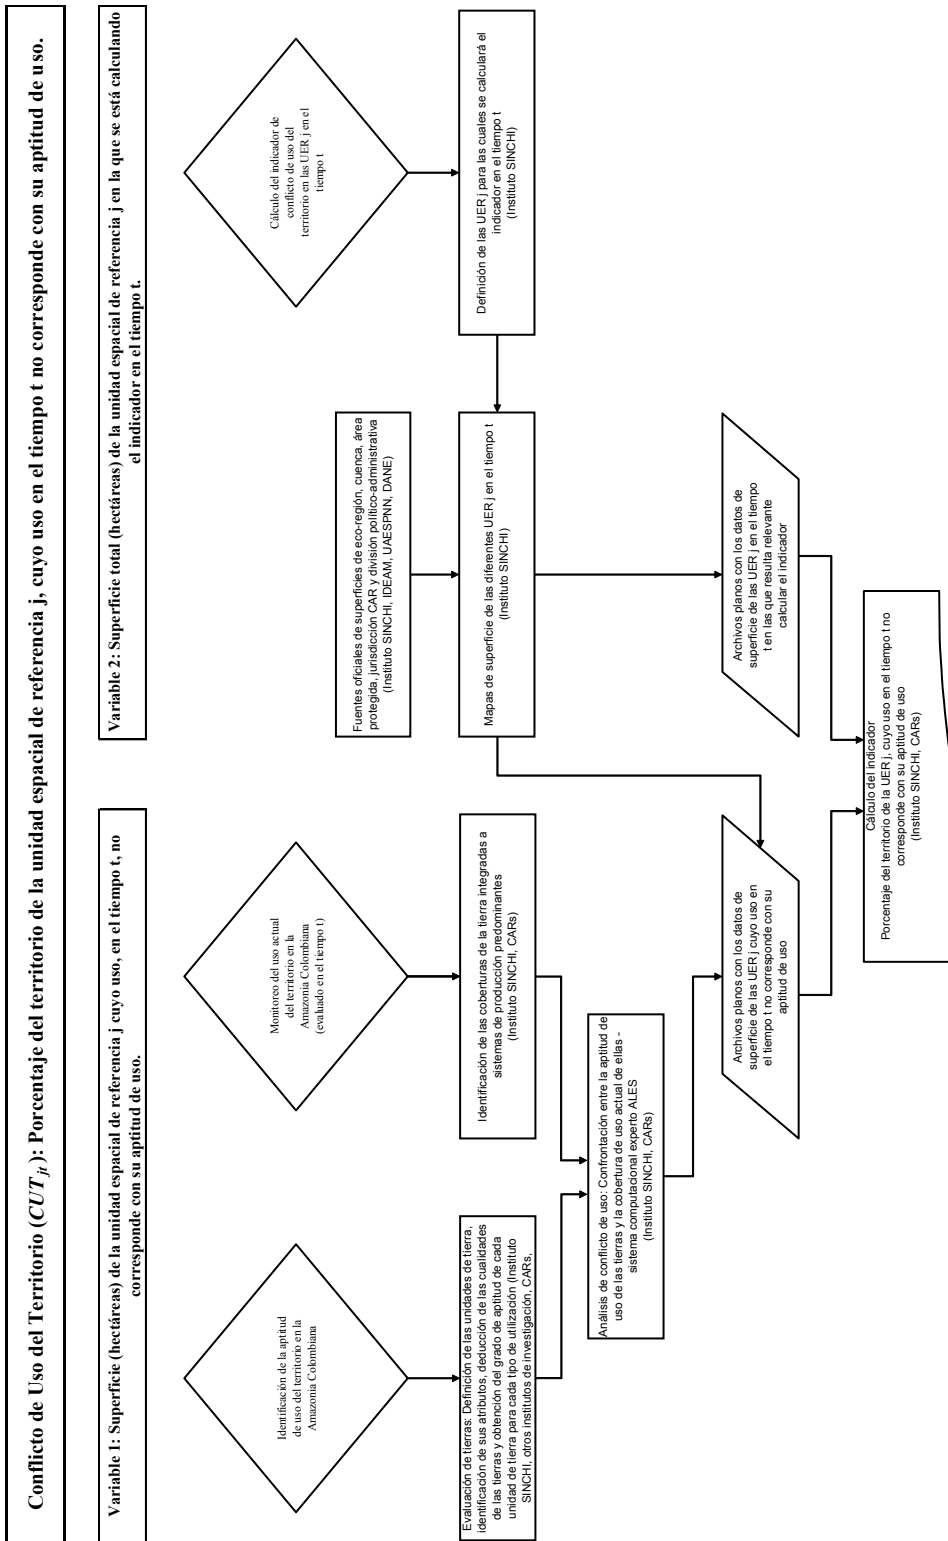 Conflicto de Uso del Territorio (CUT jt): Porcentaje del territorio de la unidad espacial de referencia j, cuyo uso en el tiempo t no corresponde con su aptitud de uso.
Variable 1: Superficie (hectáreas) de la unidad espacial de referencia j cuyo uso, en el tiempo t, no
corresponde con su aptitud de uso.
Variable 2: Superficie total (hectáreas) de la unidad espacial de referencia j en la que se está calculando
el indicador en el tiempo t.
Identificación de la aptitud
de uso del territorio en la
Amazonia Colombiana
Monitoreo del uso actual
del territorio en la
Amazonia Colombiana
(evaluado en el tiempo t)
Cálculo del indicador de
conflicto de uso del
territorio en las UER j en el
tiempo t
Fuentes oficiales de superficies de eco-región, cuenca, área
protegida, jurisdicción CAR y división político-administrativa
(Instituto SINCHI, IDEAM, UAESPNN, DANE)
Evaluación de tierras: Definición de las unidades de tierra,
identificación de sus atributos, deducción de las cualidades
de las tierras y obtención del grado de aptitud de cada
unidad de tierra para cada tipo de utilización (Instituto
SINCHI, otros institutos de investigación, CARs,
Identificación de las coberturas de la tierra integradas a
sistemas de producción predominantes
(Instituto SINCHI, CARs)
Mapas de superficie de las diferentes UER j en el tiempo t
(Instituto SINCHI)
Definición de las UER j para las cuales se calculará el
indicador en el tiempo t
(Instituto SINCHI)
Análisis de conflicto de uso: Confrontación entre la aptitud de
uso de las tierras y la cobertura de uso actual de ellas -
sistema computacional experto ALES
(Instituto SINCHI, CARs)
Archivos planos con los datos de
superficie de las UER j cuyo uso en
el tiempo t no corresponde con su
aptitud de uso
Archivos planos con los datos de
superficie de las UER j en el tiempo
t en las que resulta relevante
calcular el indicador
Cálculo del indicador
Porcentaje del territorio de la UER j, cuyo uso en el tiempo t no
corresponde con su aptitud de uso
(Instituto SINCHI, CARs)